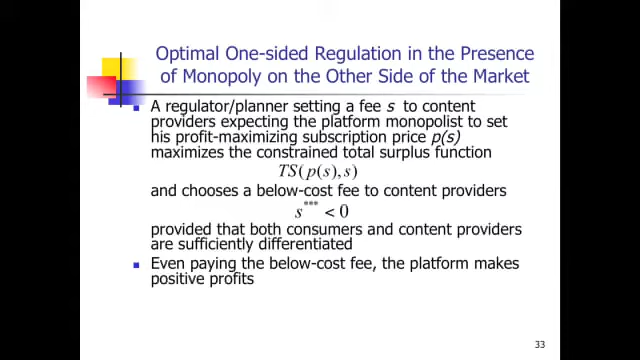 Optimal One-sided Regulation in the Presence
of Monopoly on the Other Side of the Market
A regulator/planner setting a fee s to content
providers expecting the platform monopolist to set
his profit-maximizing subscription price p(s)
maximizes the constrained total surplus function
TS(p(s),s)
and chooses a below-cost fee to content providers
s*** < 0
provided that both consumers and content providers
are sufficiently differentiated
Even paying the below-cost fee, the platform makes
positive profits
33